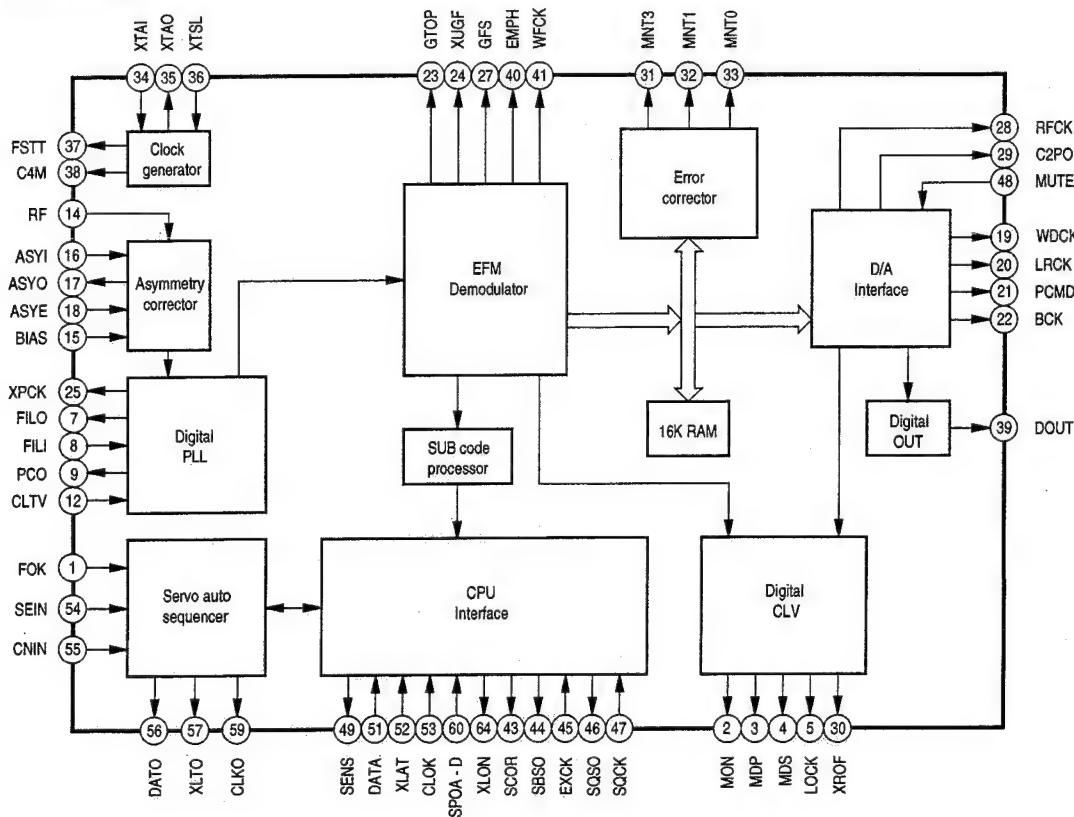 XTAI
XTAO
XTSL
GTOP
XUGF
GFS
EMPH
WFCK
MNT3
MNT1
MNT0
34
35
36
23
24
27
40
41
31
32
33
FSTT
37
C4M
38
Clock
generator
RF
14
ASYI
16
ASYO
17
ASYE
18
BIAS
15
Asymmetry
corrector
EFM
Demodulator
Error
corrector
D/A
Interface
28
RFCK
29
C2PO
48
MUTE
19
WDCK
20
LRCK
21
PCMD
22
BCK
XPCK
25
FILO
7
FILI
8
PCO
9
CLTV
12
Digital
PLL
SUB code
processor
16K RAM
Digital
OUT
39
DOUT
FOK
1
SEIN
54
CNIN
55
Servo auto
sequencer
CPU
Interface
Digital
CLV
56
57
59
49
51
52
53
60
64
43
44
45
46
47
2
3
4
5
30
DATO
XLTO
CLKO
SENS
DATA
XLAT
CLOK
SPOA - D
XLON
SCOR
SBSO
EXCK
SQSO
SQCK
MON
MDP
MDS
LOCK
XROF